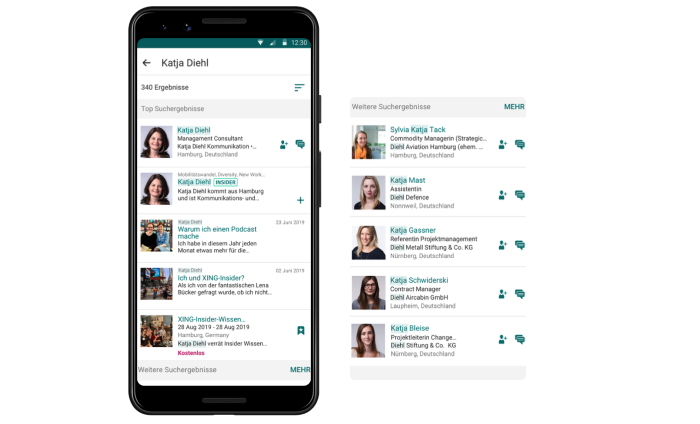 12:30
Katja Diehl
340 Ergebnisse
Top Suchergebnisse
Katja Diehl
Managament Consultant
Katja Diehl Kommunikation •...
Hamburg, Deutschland
Mobilitätswandel, Diversity, New Work...
Katja Diehl INSIDER
Katja Diehl kommt aus Hamburg
und ist Kommunikations- und...
Katja Diehl 23 Juni 2019
Warum ich einen Podcast
mache
Ich habe in diesem Jahr jeden
Monat etwas mehr für die...
Katja Diehl 02 Juni 2019
Ich und XING-Insider?
Als ich von der fantastischen Lena
Bücker gefragt wurde, ob ich nicht...
XING-Insider-Wissen...
28 Aug 2019 - 28 Aug 2019
Hamburg, Germany
Katja Diehl verrät Insider Wissen...
Kostenlos
Weitere Suchergebnisse MEHR
Weitere Suchergebnisse MEHR
Sylvia Katja Tack
Commodity Managerin (Strategic...
Diehl Aviation Hamburg (ehem. ...
Hamburg, Deutschland
Katja Mast
Assistentin
Diehl Defence
Nonnweil, Deutschland
Katja Gassner
Referentin Projektmanagement
Diehl Metall Stiftung & Co. KG
Nürnberg, Deutschland
Katja Schwiderski
Contract Manager
Diehl Aircabin GmbH
Laupheim, Deutschland
Katja Bleise
Projektleiterin Change...
Diehl Stiftung & Co. KG
Nürnberg, Deutschland